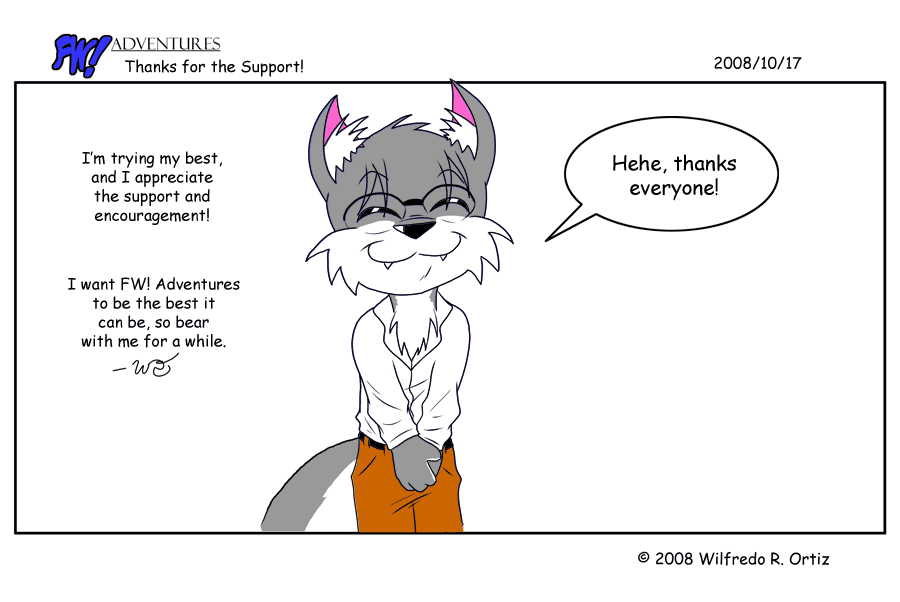 FW! ADVENTURES
Thanks for the Support!
2008/10/17
I'm trying my best,
and I appreciate
the support and
encouragement!
I want FW! Adventures
to be the best it
can be, so bear
with me for a while.
Hehe, thanks
everyone!
© 2008 Wilfredo R. Ortiz